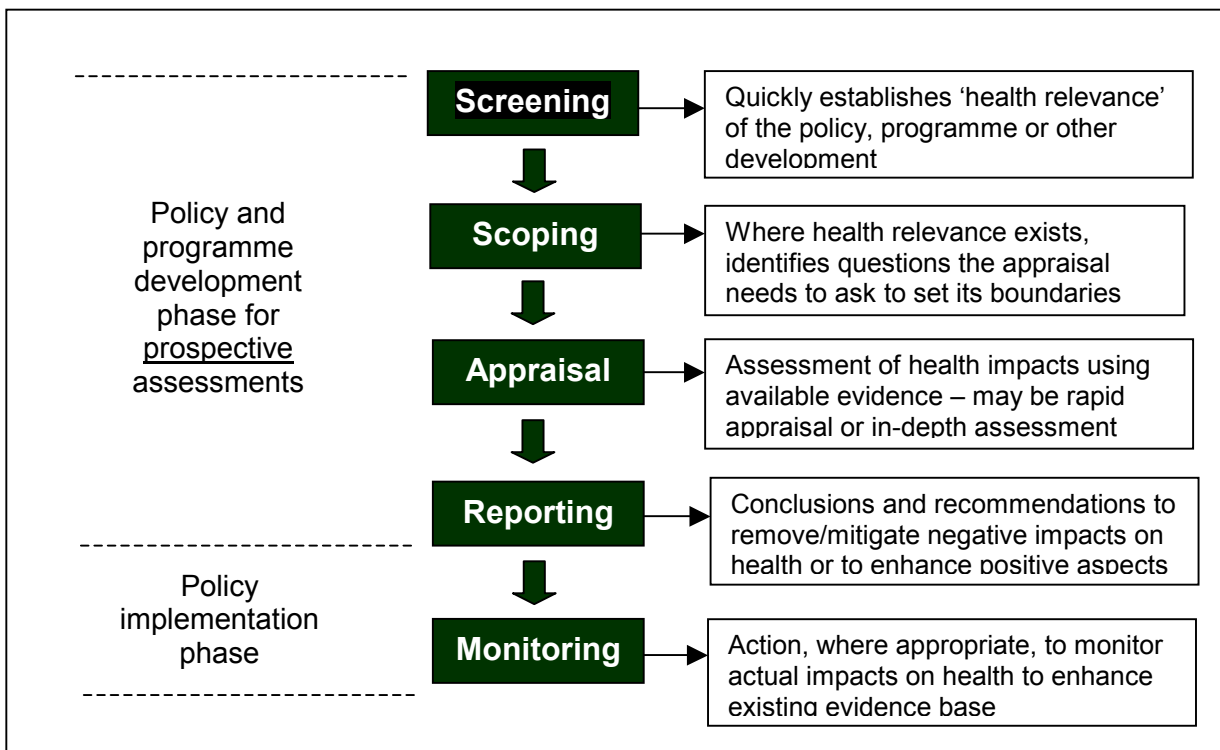 Screening
Quickly establishes ‘health relevance’
of the policy, programme or other
development
Policy and
programme
development
phase for
prospective
assessments
Scoping
Where health relevance exists,
identifies questions the appraisal
needs to ask to set its boundaries
Appraisal
Assessment of health impacts using
available evidence – may be rapid
appraisal or in-depth assessment
Reporting
Conclusions and recommendations to
remove/mitigate negative impacts on
health or to enhance positive aspects
Policy
implementation
phase
Monitoring
Action, where appropriate, to monitor
actual impacts on health to enhance
existing evidence base